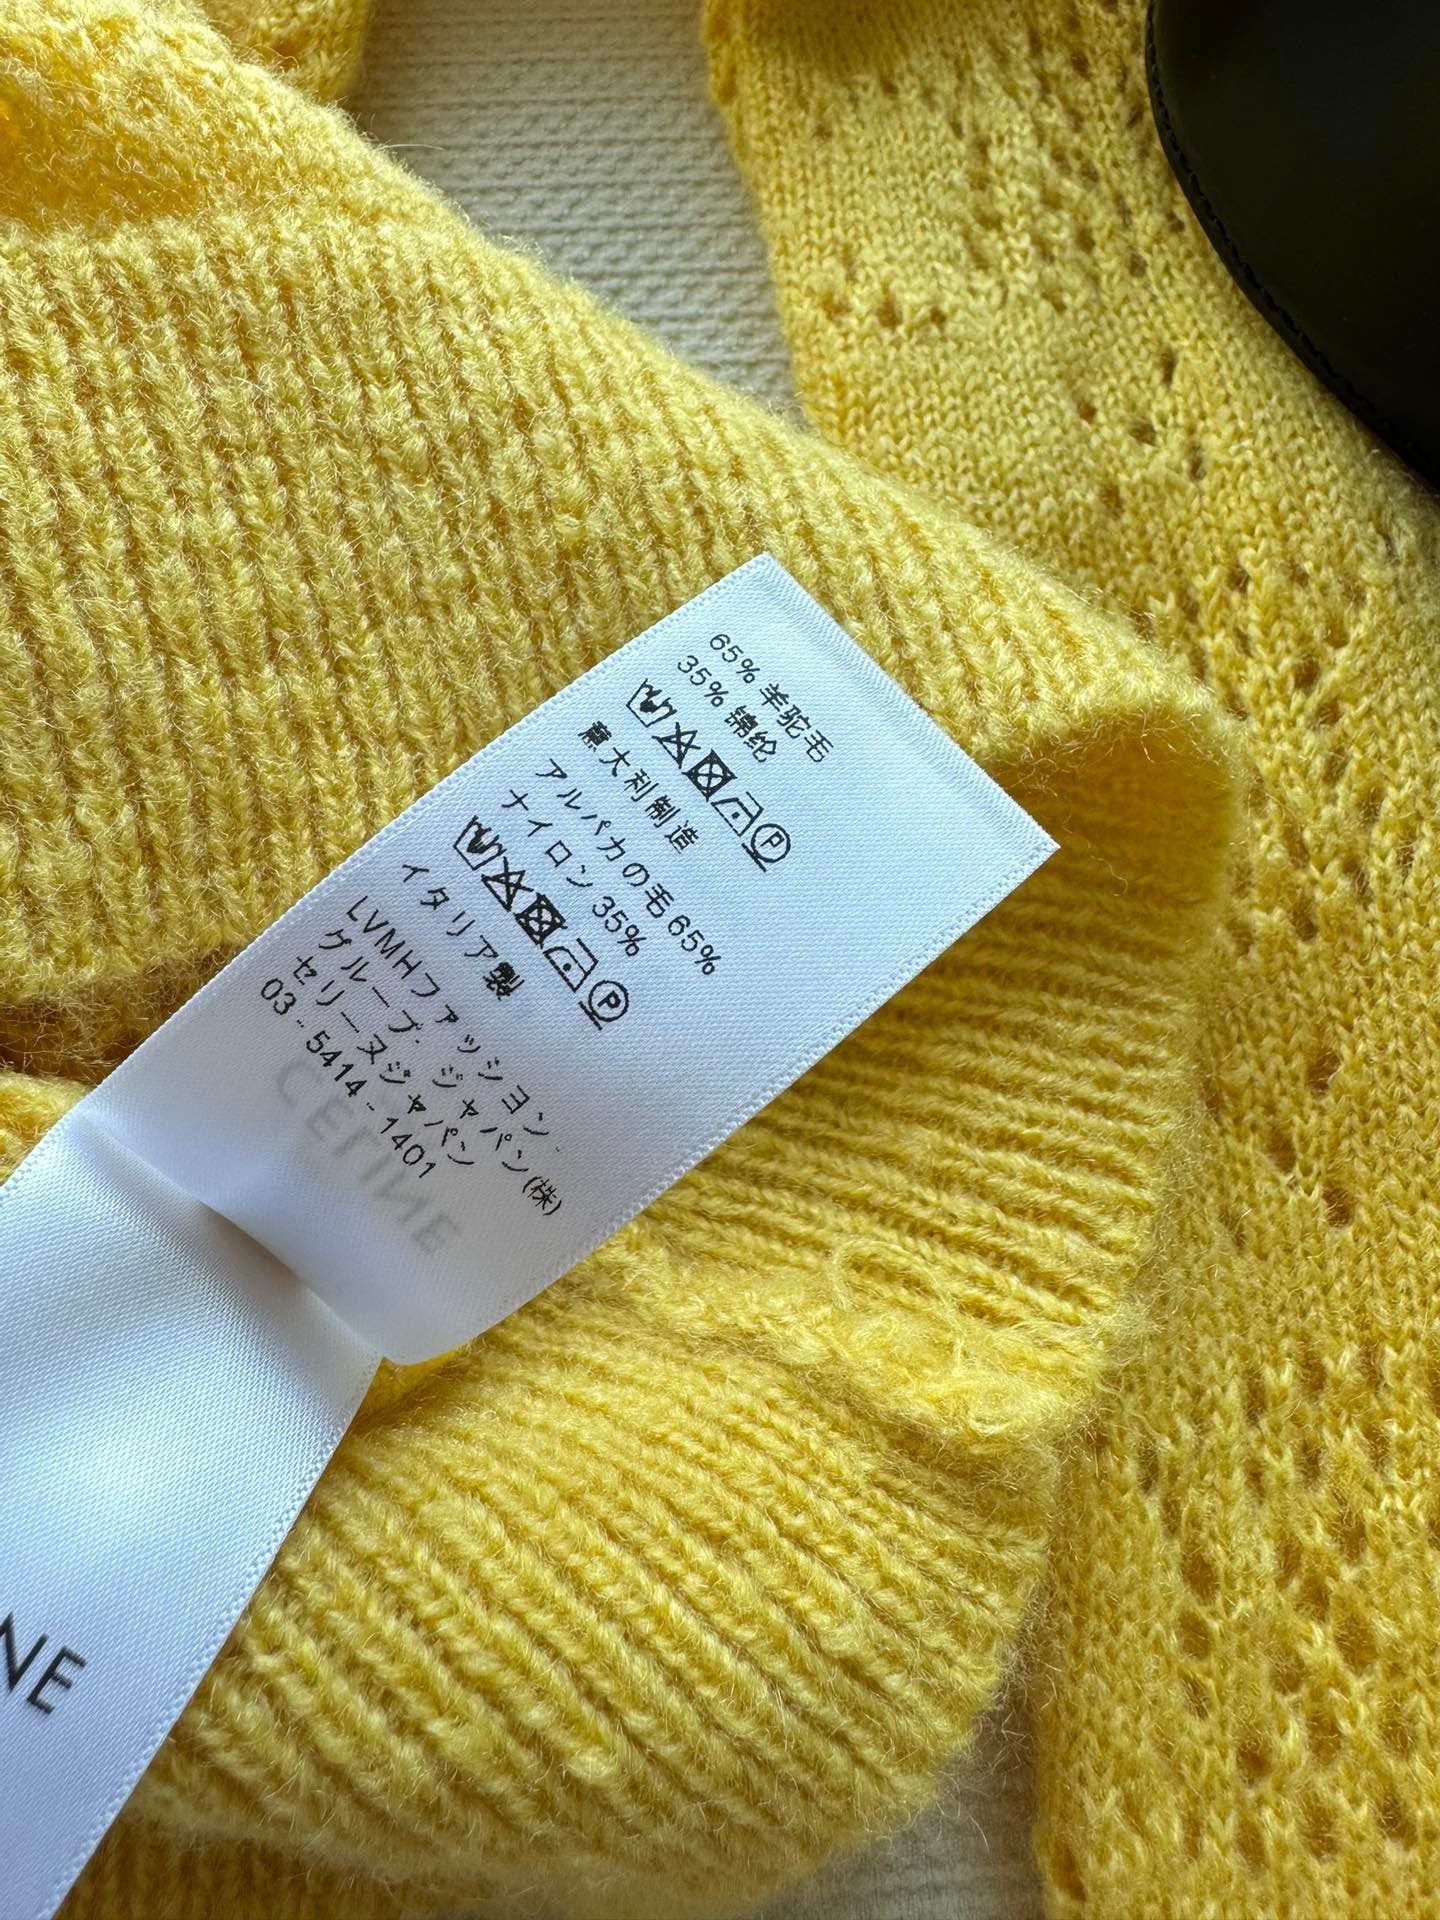 65% 羊驼毛
35% 锦纶
P
意大利制造
アルパカの毛 65%
ナイロン 35%
P
イタリア製
LVMHファッション・
グループ・ジャパン(株)
セリーヌジャパン
03-5414-1401
CELINE
NE